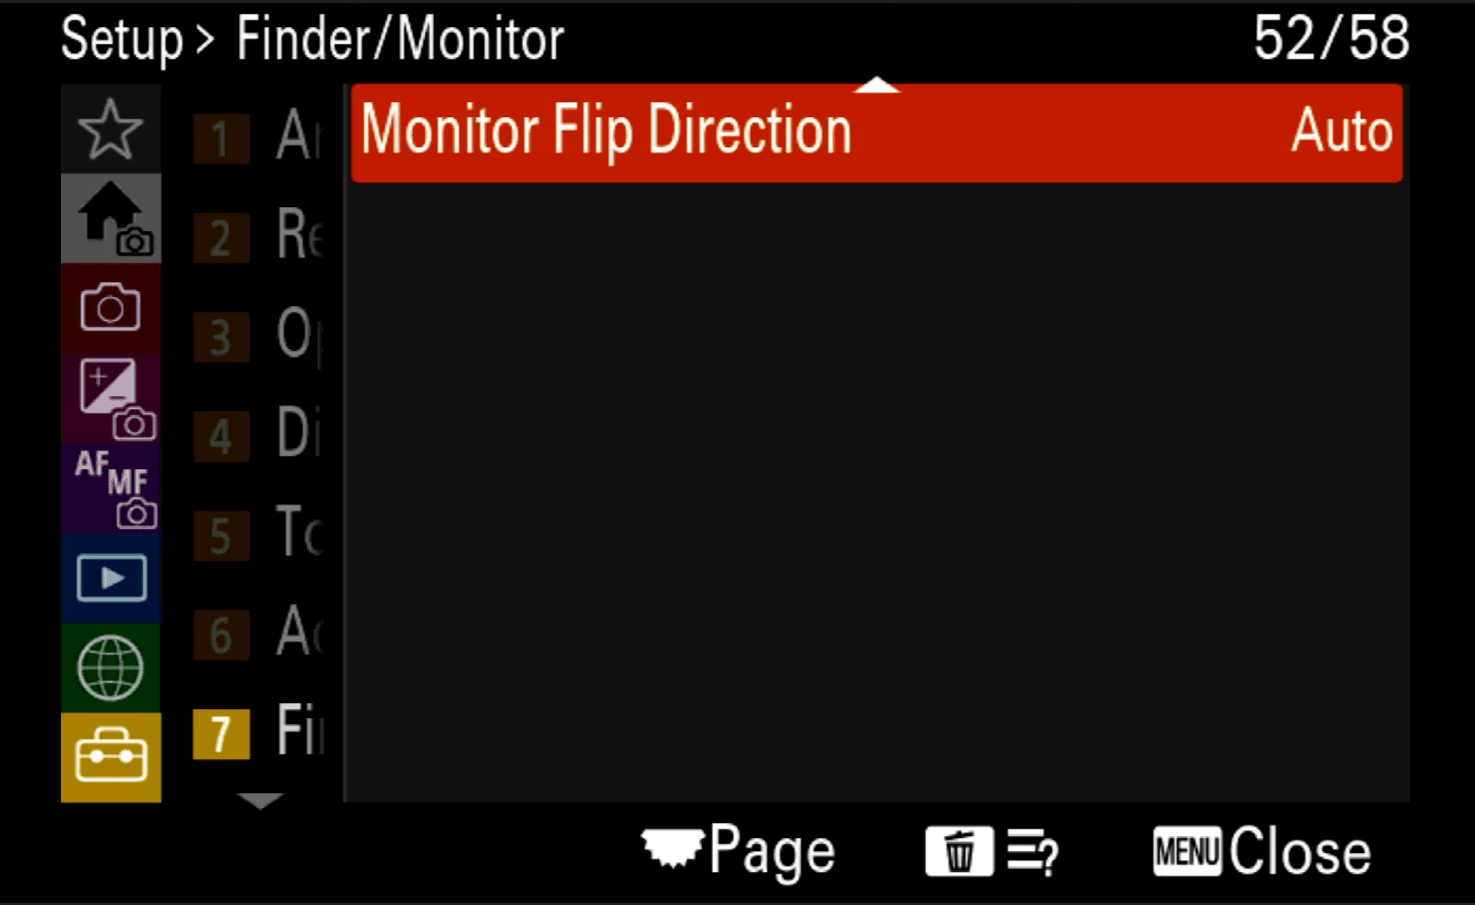 Setup> Finder/Monitor 52/58
Monitor Flip Direction Auto
1
2
3
4
5
AF
MF
6
7
Page
MENU Close